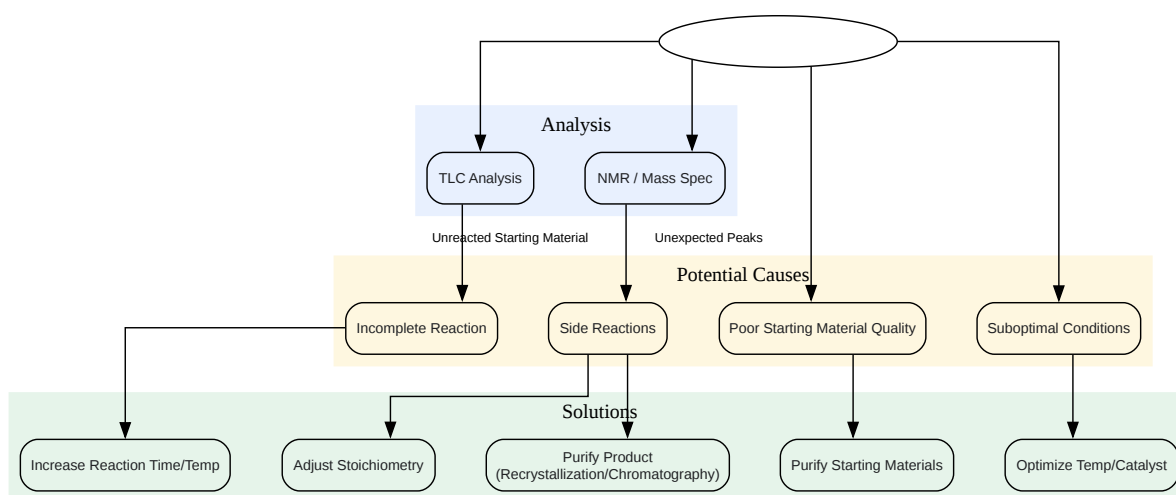 Analysis
TLC Analysis
NMR / Mass Spec
Unreacted Starting Material
Unexpected Peaks
Potential Causes
Incomplete Reaction
Side Reactions
Poor Starting Material Quality
Suboptimal Conditions
Solutions
Increase Reaction Time/Temp
Adjust Stoichiometry
Purify Product
(Recrystallization/Chromatography)
Purify Starting Materials
Optimize Temp/Catalyst